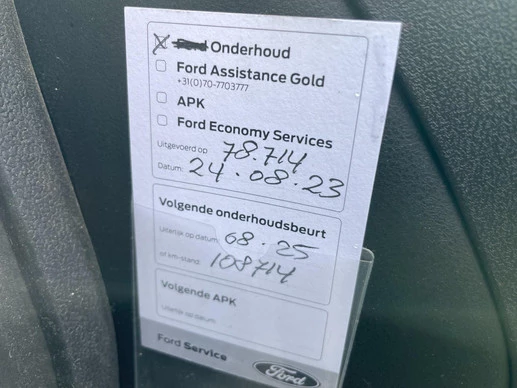 Onderhoud
Ford Assistance Gold
+31(0)70-7703777
APK
Ford Economy Services
Uitgevoerd op 78.714
Datum: 24.08.23
Volgende onderhoudsbeurt
Uiterlijk op datum 08.25
of km-stand: 108714
Volgende APK
Uiterlijk op datum:
Ford Service
Ford